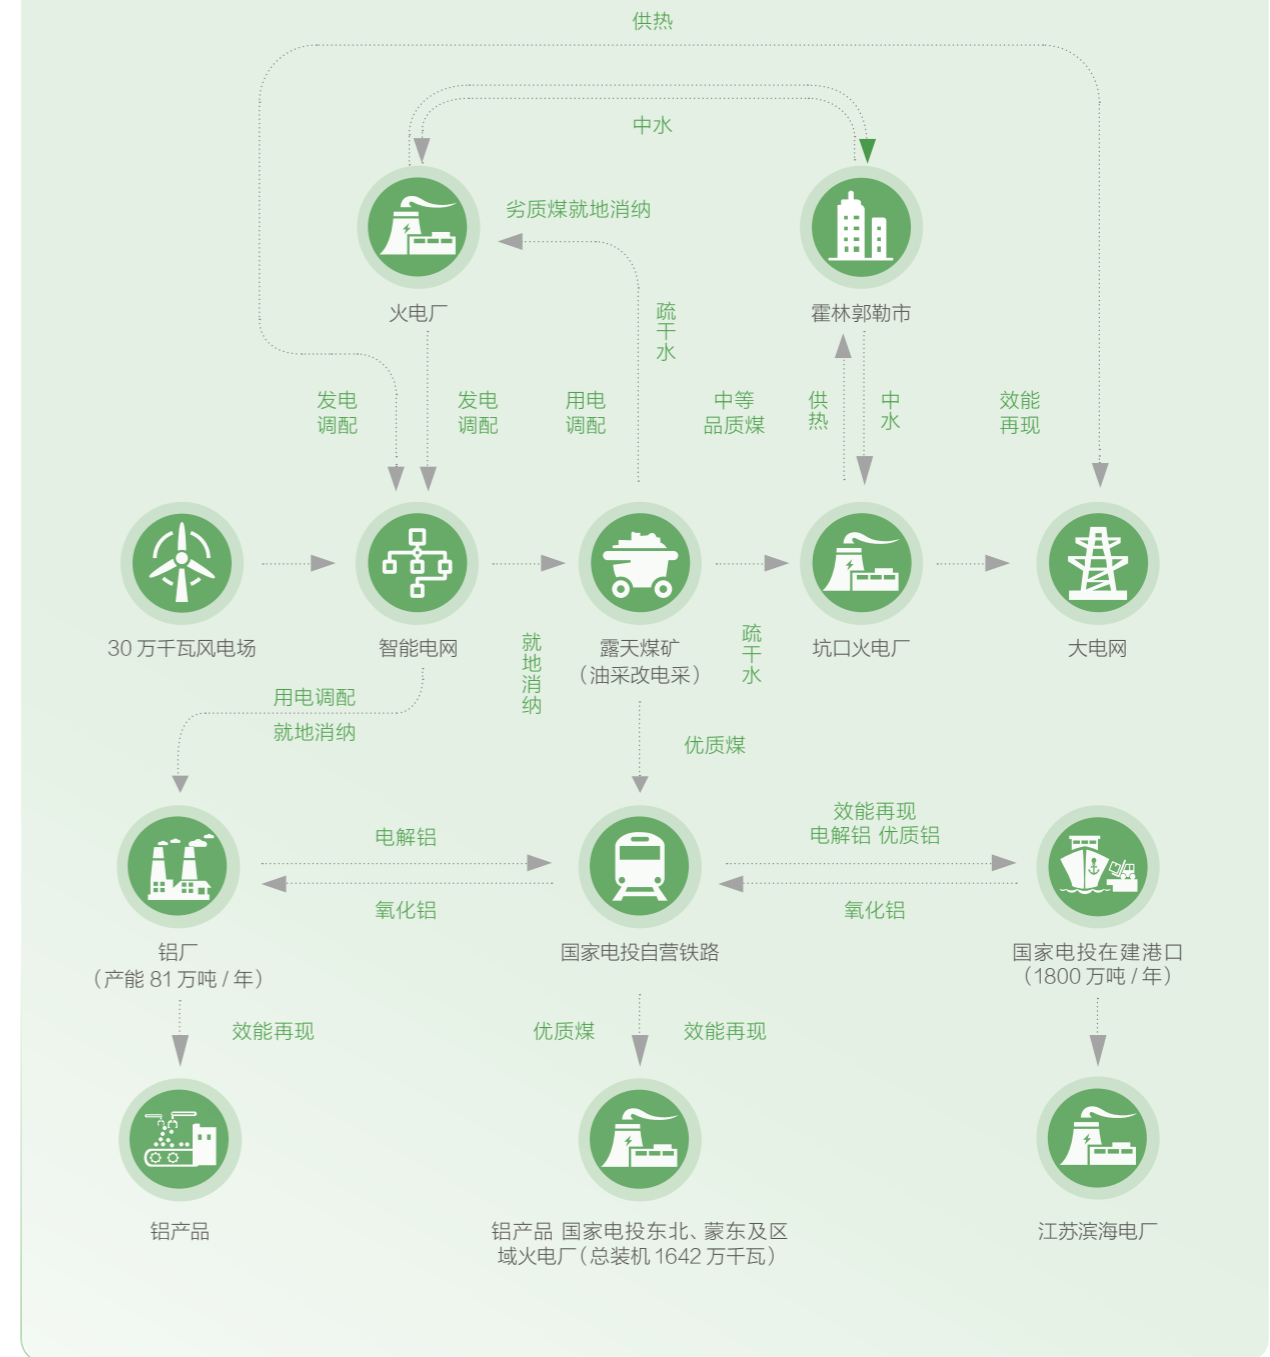 供热
中水
劣质煤就地消纳
火电厂
霍林郭勒市
疏干水
发电
调配
发电
调配
用电
调配
中等
品质煤
供热
中水
效能
再现
30 万千瓦风电场
智能电网
露天煤矿
（油采改电采）
坑口火电厂
大电网
就地消纳
疏干水
用电调配
就地消纳
优质煤
电解铝
氧化铝
效能再现
电解铝 优质铝
氧化铝
铝厂
（产能 81 万吨 / 年）
国家电投自营铁路
国家电投在建港口
（1800 万吨 / 年）
效能再现
优质煤
效能再现
铝产品
铝产品 国家电投东北、蒙东及区
域火电厂（总装机 1642 万千瓦）
江苏滨海电厂